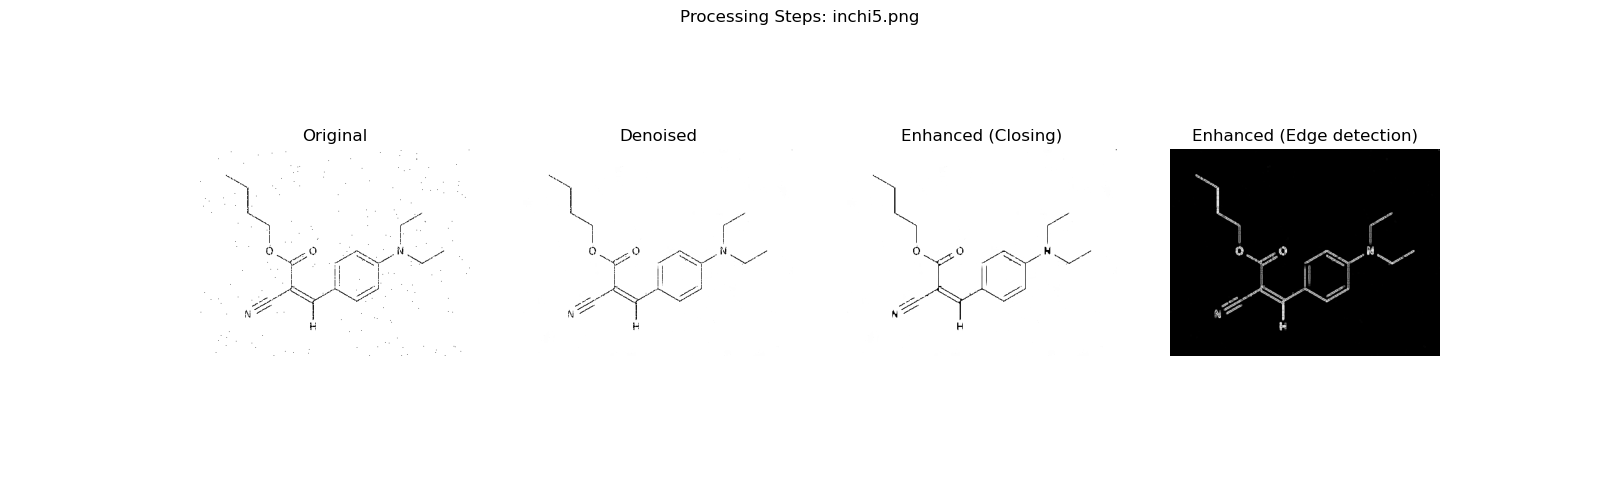 Processing Steps: inchi5.png
Original
Denoised
Enhanced (Closing)
Enhanced (Edge detection)
O
O
N
N
H
O
O
N
N
H
O
O
N
N
H
O
O
N
N
H